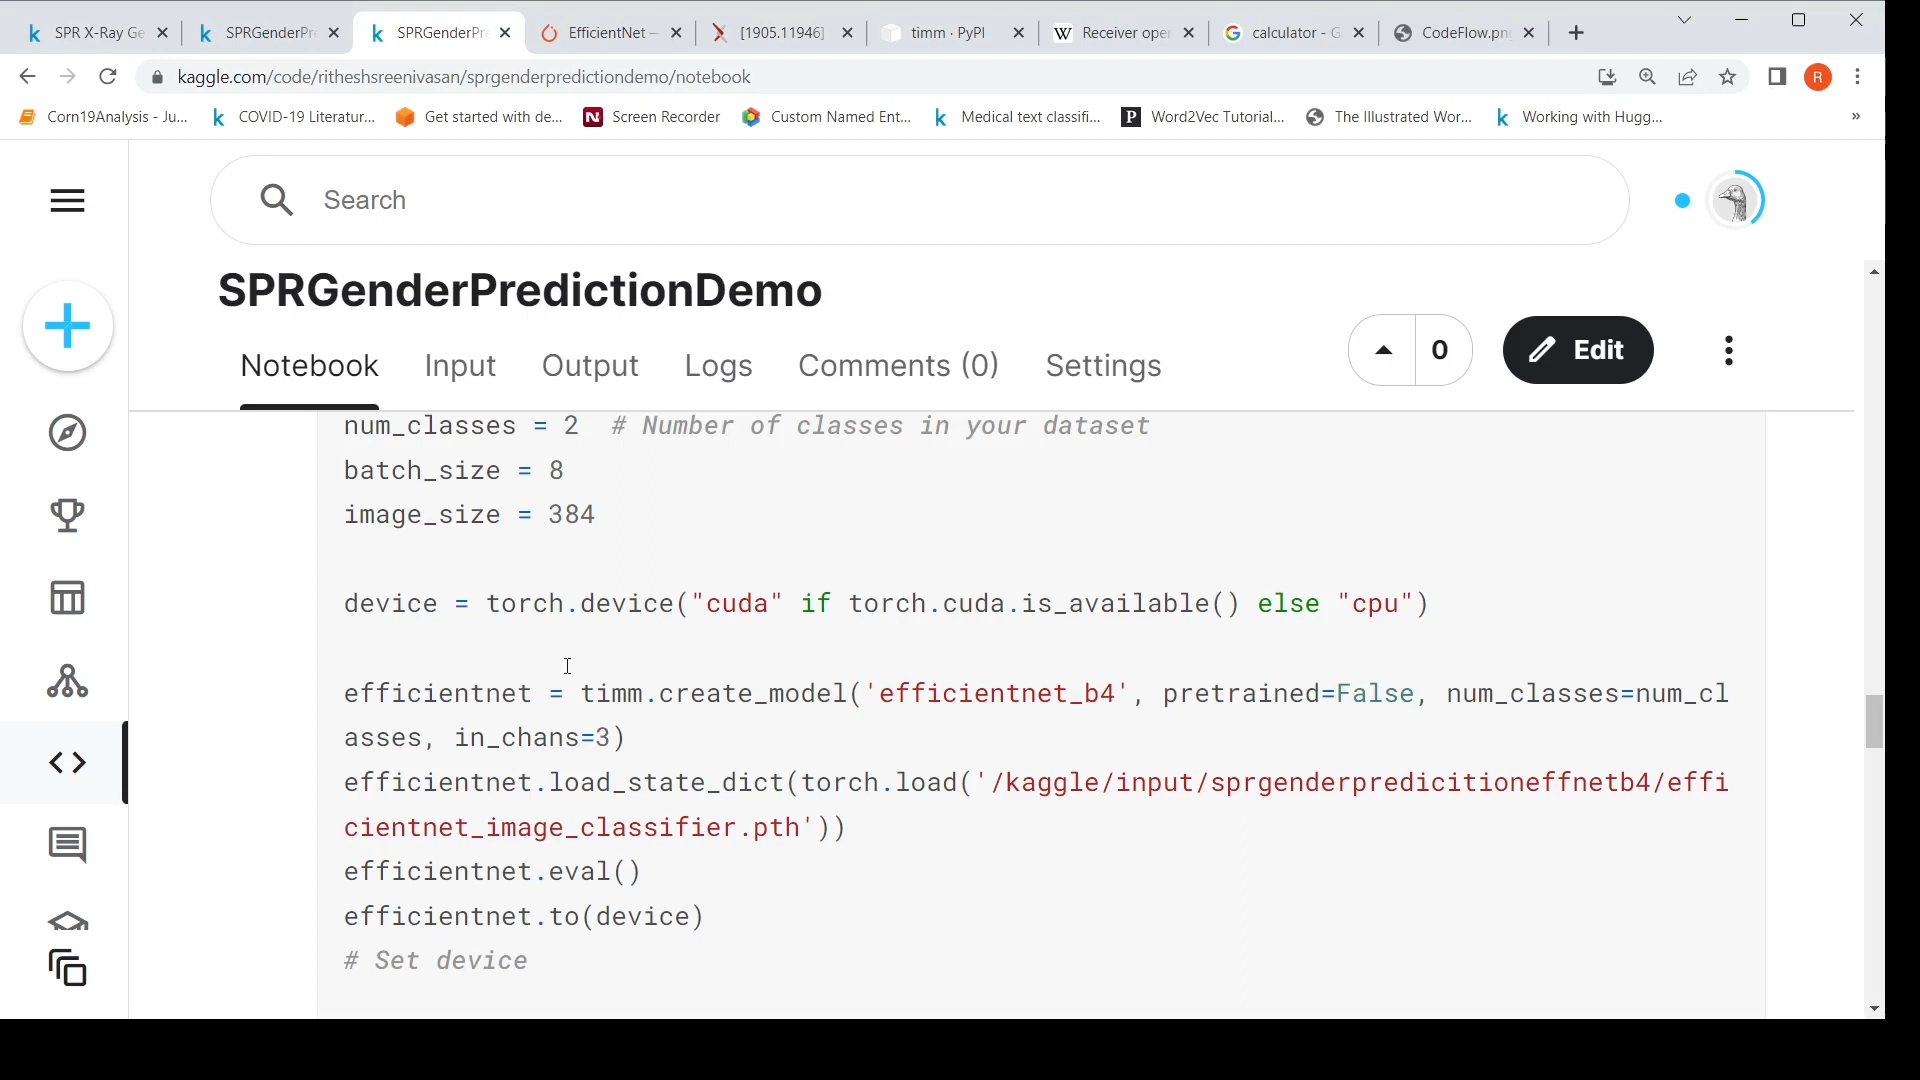 SPR X-Ray Ge
SPRGenderPr
SPRGenderPr
EfficientNet —
[1905.11946]
timm · PyPI
Receiver oper
calculator - G
CodeFlow.pn
kaggle.com/code/ritheshsreenivasan/sprgenderpredictiondemo/notebook
R
Corn19Analysis - Ju...
COVID-19 Literatur...
Get started with de...
Screen Recorder
Custom Named Ent...
Medical text classifi...
Word2Vec Tutorial...
The Illustrated Wor...
Working with Hugg...
»
Search
SPRGenderPredictionDemo
Notebook
Input
Output
Logs
Comments (0)
Settings
0
Edit
num_classes = 2  # Number of classes in your dataset
batch_size = 8
image_size = 384
device = torch.device("cuda" if torch.cuda.is_available() else "cpu")
efficientnet = timm.create_model('efficientnet_b4', pretrained=False, num_classes=num_cl
asses, in_chans=3)
efficientnet.load_state_dict(torch.load('/kaggle/input/sprgenderpredicitioneffnetb4/effi
cientnet_image_classifier.pth'))
efficientnet.eval()
efficientnet.to(device)
# Set device